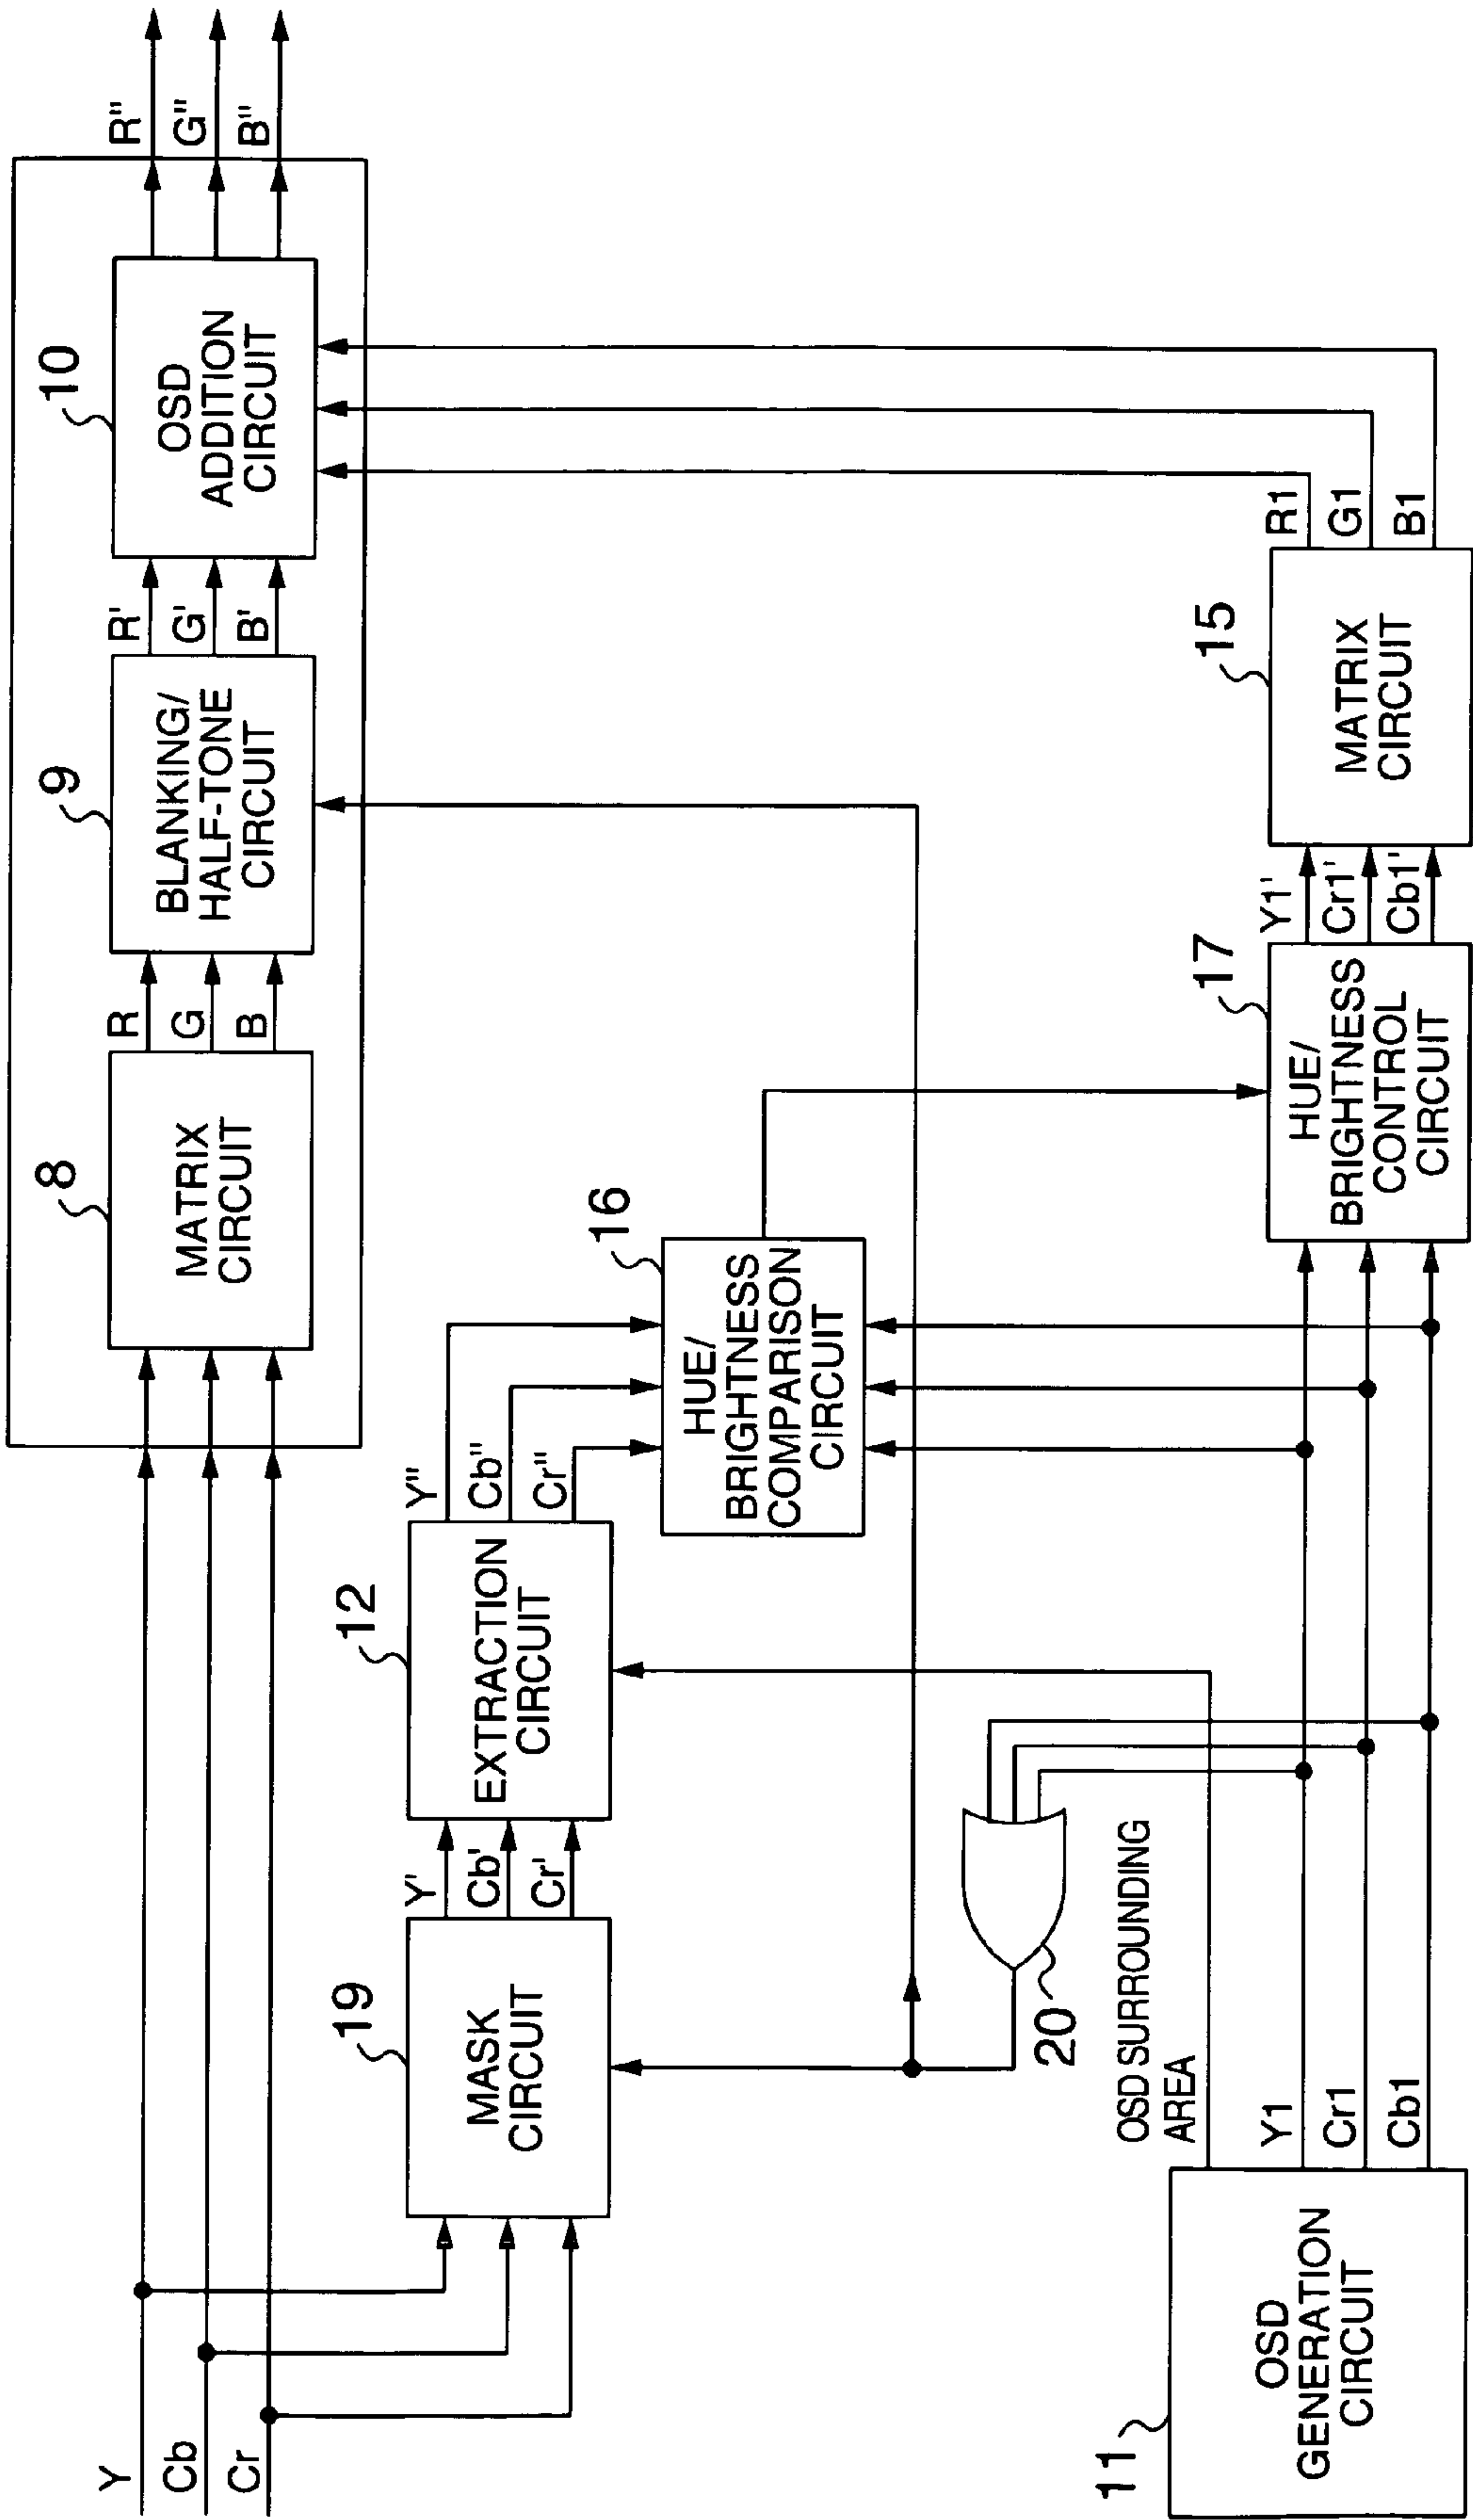 Y
Cb
Cr
8
MATRIX
CIRCUIT
R
G
B
9
BLANKING/
HALF-TONE
CIRCUIT
R'
G'
B'
10
OSD
ADDITION
CIRCUIT
R"
G"
B"
19
MASK
CIRCUIT
Y'
Cb'
Cr'
12
EXTRACTION
CIRCUIT
Y"
Cb"
Cr"
16
HUE/
BRIGHTNESS
COMPARISON
CIRCUIT
20
11
OSD
GENERATION
CIRCUIT
OSD SURROUNDING
AREA
Y1
Cr1
Cb1
17
HUE/
BRIGHTNESS
CONTROL
CIRCUIT
Y1'
Cr1'
Cb1'
15
MATRIX
CIRCUIT
R1
G1
B1